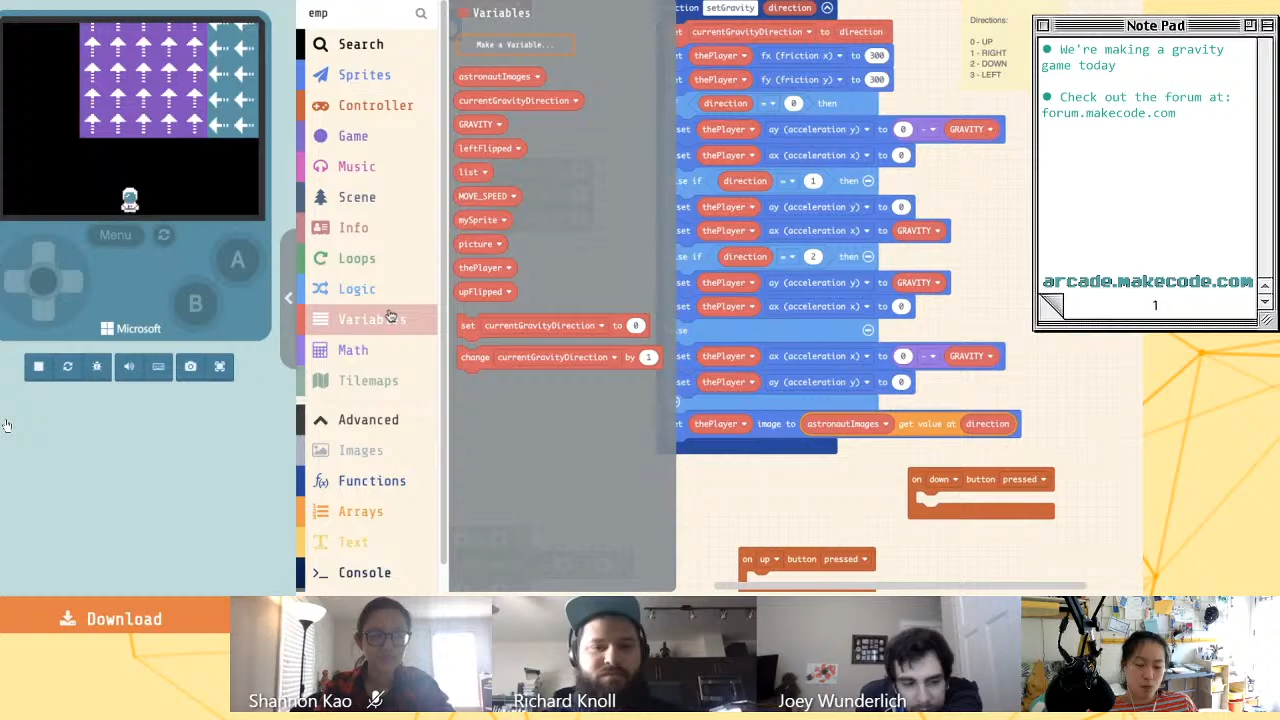 Menu
A
B
Microsoft
Download
emp
Search
Sprites
Controller
Game
Music
Scene
Info
Loops
Logic
Variables
Math
Tilemaps
Advanced
Images
Functions
Arrays
Text
Console
Variables
Make a Variable...
astronautImages
currentGravityDirection
GRAVITY
leftFlipped
list
MOVE_SPEED
mySprite
picture
thePlayer
upFlipped
set currentGravityDirection to 0
change currentGravityDirection by 1
setGravity direction
currentGravityDirection to direction
thePlayer fx (friction x) to 300
thePlayer fy (friction y) to 300
direction = 0 then
thePlayer ay (acceleration y) to 0 - GRAVITY
thePlayer ax (acceleration x) to 0
if direction = 1 then
thePlayer ay (acceleration y) to 0
thePlayer ax (acceleration x) to GRAVITY
if direction = 2 then
thePlayer ay (acceleration y) to GRAVITY
thePlayer ax (acceleration x) to 0
thePlayer ax (acceleration x) to 0 - GRAVITY
thePlayer ay (acceleration y) to 0
thePlayer image to astronautImages get value at direction
on down button pressed
on up button pressed
Directions:
0 - UP
1 - RIGHT
2 - DOWN
3 - LEFT
Note Pad
We're making a gravity
game today
Check out the forum at:
forum.makecode.com
arcade.makecode.com
1
Shannon Kao
Richard Knoll
Joey Wunderlich